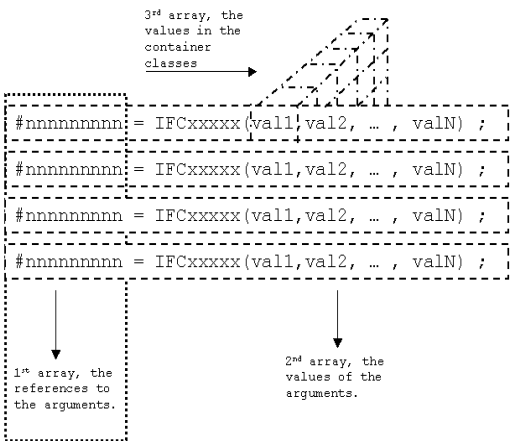 3rd array, the
values in the
container
classes
#nnnnnnnnn = IFCxxxxx(val1,val2, … , valN) ;
#nnnnnnnnn = IFCxxxxx(val1,val2, … , valN) ;
#nnnnnnnnn = IFCxxxxx(val1,val2, … , valN) ;
#nnnnnnnnn = IFCxxxxx(val1,val2, … , valN) ;
1st array, the
references to
the arguments.
2nd array, the
values of the
arguments.